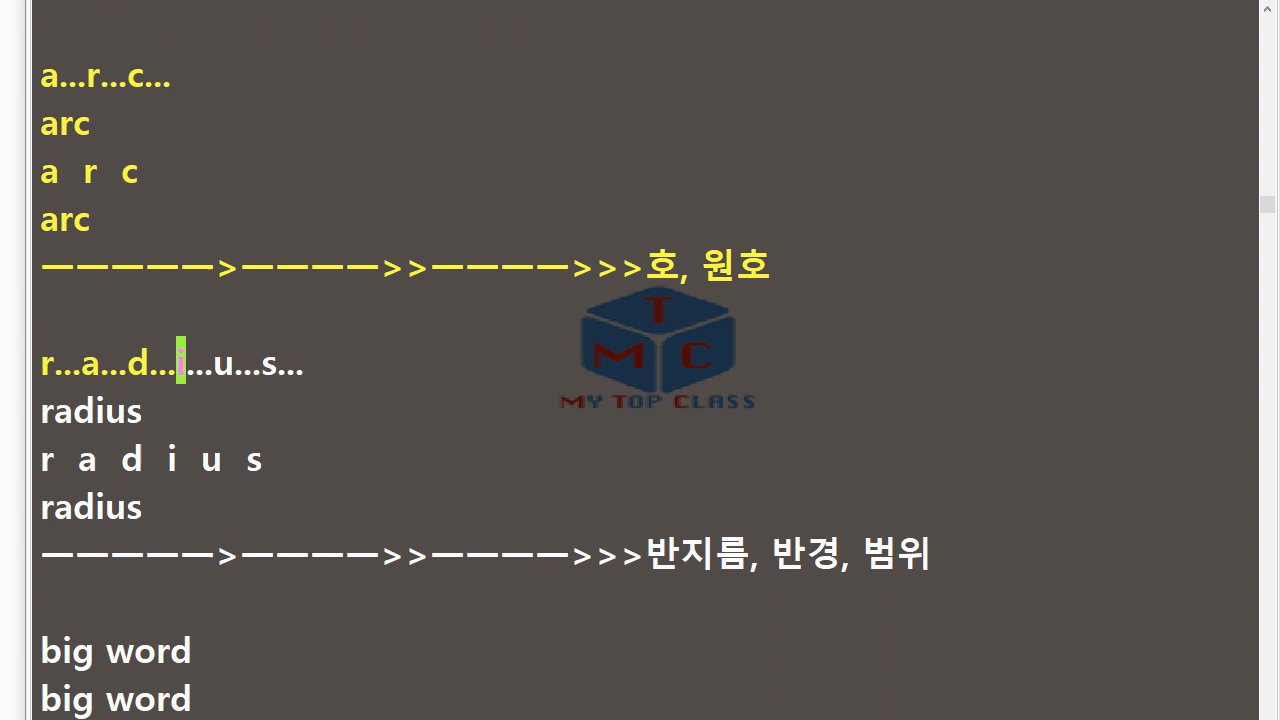 a...r...c...
arc
a r c
arc
—————>————>>————>>>호, 원호
r...a...d...i...u...s...
radius
r a d i u s
radius
—————>————>>————>>>반지름, 반경, 범위
big word
big word
T
M C
MY TOP CLASS